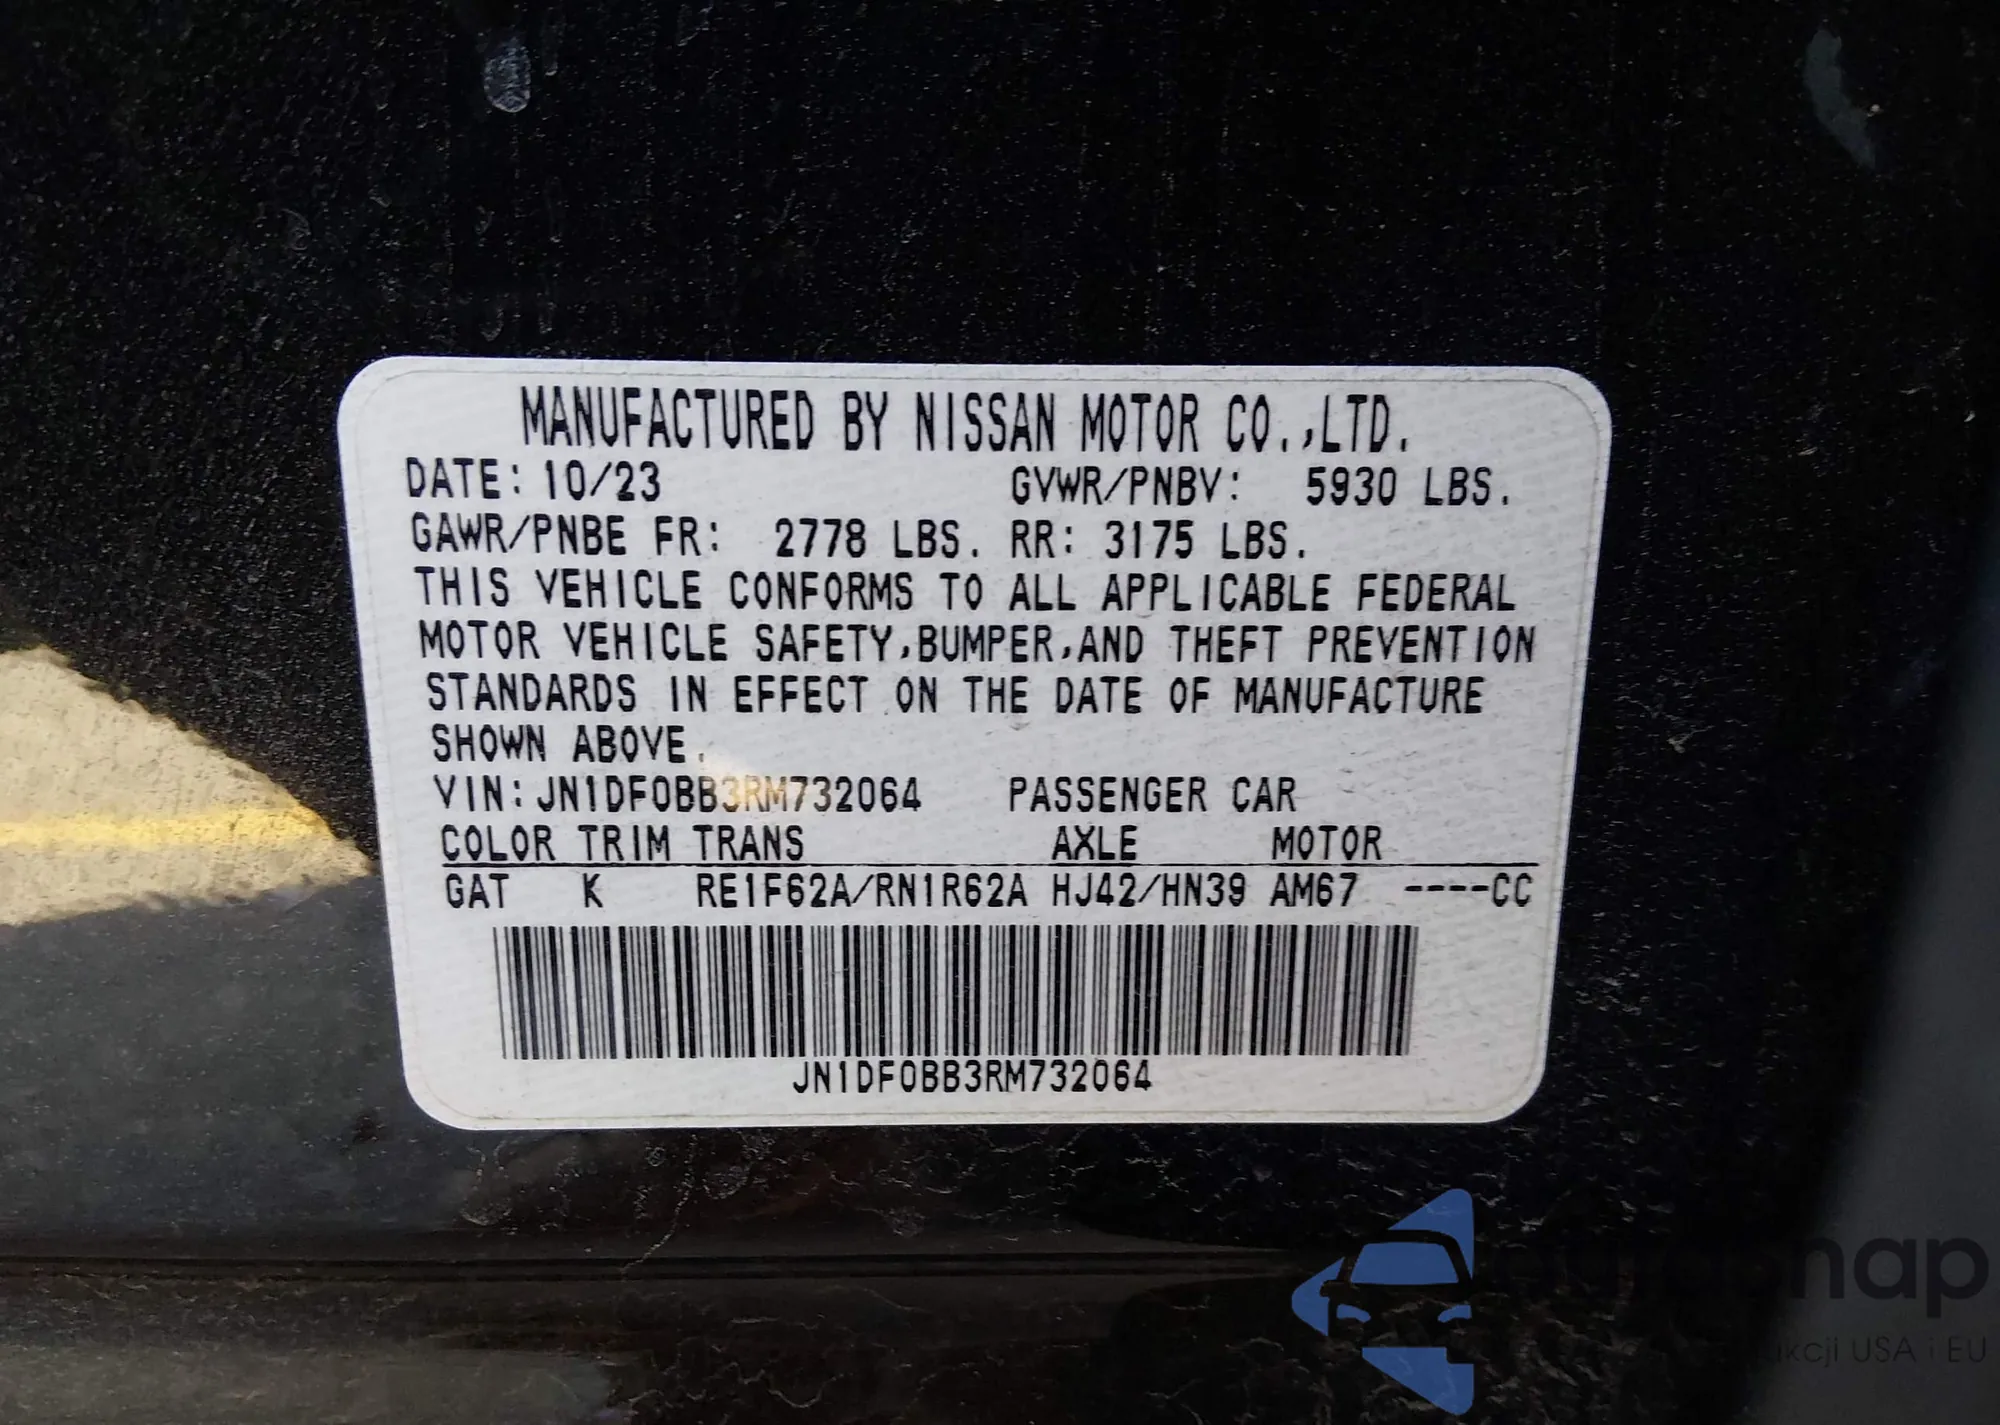 MANUFACTURED BY NISSAN MOTOR CO.,LTD.
DATE: 10/23 GVWR/PNBV: 5930 LBS.
GAWR/PNBE FR: 2778 LBS. RR: 3175 LBS.
THIS VEHICLE CONFORMS TO ALL APPLICABLE FEDERAL
MOTOR VEHICLE SAFETY,BUMPER,AND THEFT PREVENTION
STANDARDS IN EFFECT ON THE DATE OF MANUFACTURE
SHOWN ABOVE.
VIN: JN1DF0BB3RM732064 PASSENGER CAR
COLOR TRIM TRANS AXLE MOTOR
GAT K RE1F62A/RN1R62A HJ42/HN39 AM67 ----CC
JN1DF0BB3RM732064
USA i EU